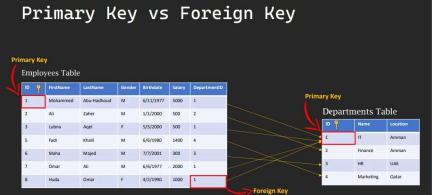 Primary Key vs Foreign Key
Primary Key
Employees Table
ID FirstName LastName Gender Birthdate Salary DepartmentID
1 Mohammed Abu-Hadhoud M 6/11/1977 5000 1
2 Ali Zaher M 1/1/2000 500 2
3 Lubna Aqel F 5/5/2000 500 1
5 Fadi Khalil M 6/6/1980 1400 4
6 Maha Majed M 7/7/2001 300 3
7 Omar Ali M 6/6/1977 2000 1
8 Huda Omar F 4/3/1990 1000 1
Foreign Key
Primary Key
Departments Table
ID Name Location
1 IT Amman
2 Finance Amman
3 HR UAE
4 Marketing Qatar